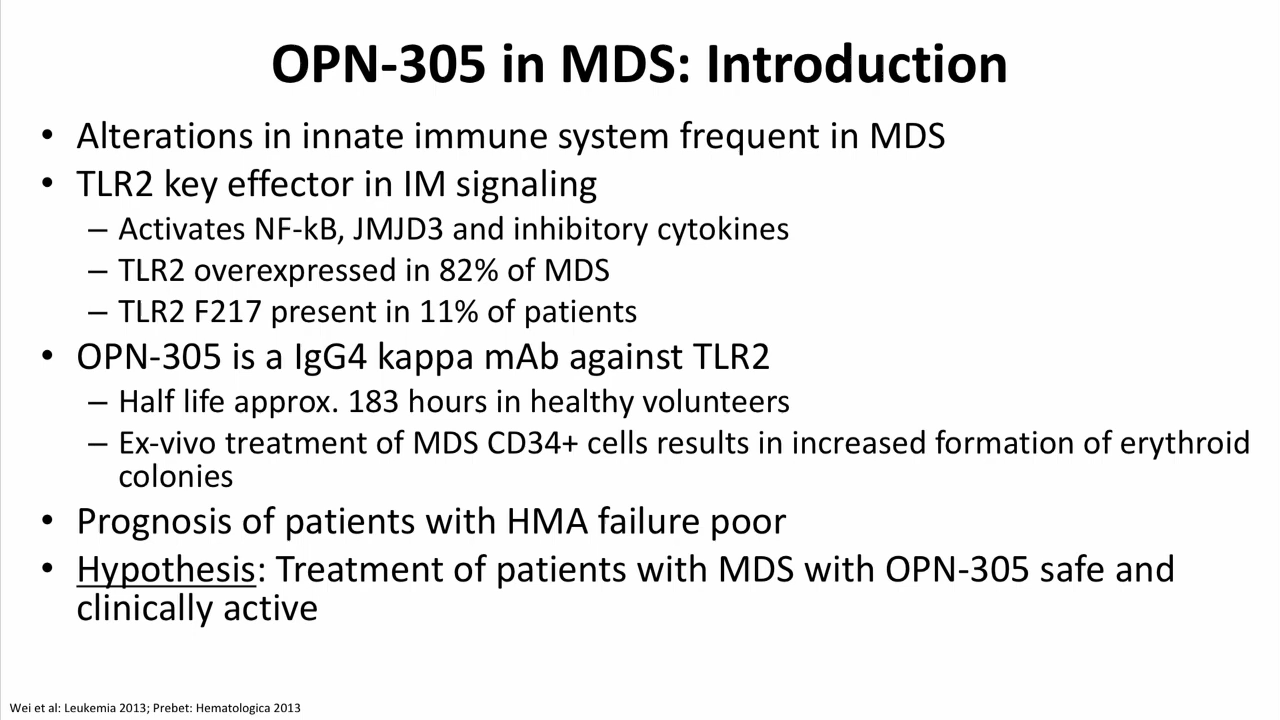 OPN-305 in MDS: Introduction
• Alterations in innate immune system frequent in MDS
• TLR2 key effector in IM signaling
– Activates NF-kB, JMJD3 and inhibitory cytokines
– TLR2 overexpressed in 82% of MDS
– TLR2 F217 present in 11% of patients
• OPN-305 is a IgG4 kappa mAb against TLR2
– Half life approx. 183 hours in healthy volunteers
– Ex-vivo treatment of MDS CD34+ cells results in increased formation of erythroid
colonies
• Prognosis of patients with HMA failure poor
• Hypothesis: Treatment of patients with MDS with OPN-305 safe and
clinically active
Wei et al: Leukemia 2013; Prebet: Hematologica 2013